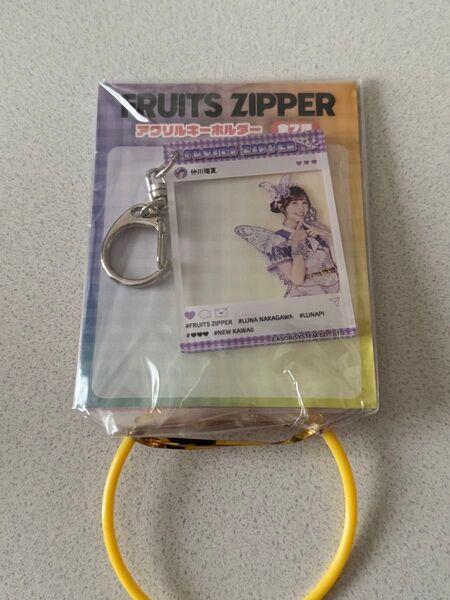 FRUITS ZIPPER
アクリルキーホルダー 全7種
仲川瑠夏
#FRUITS ZIPPER #LUNA NAKAGAWA #LUNAPI
#NEW KAWAII
©ASOBISYSTEM CO., LTD.